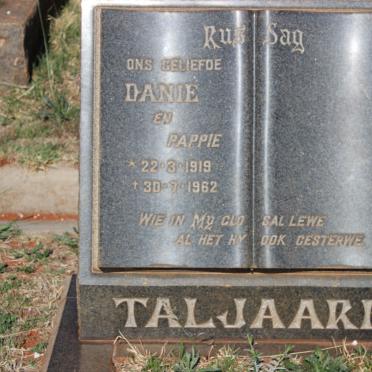 Rus Sag
ONS GELIEFDE
DANIE
EN
PAPPIE
* 22-3-1919
† 30-7-1962
WIE IN MY GLO SAL LEWE
AL HET HY OOK GESTERWE
TALJAARD